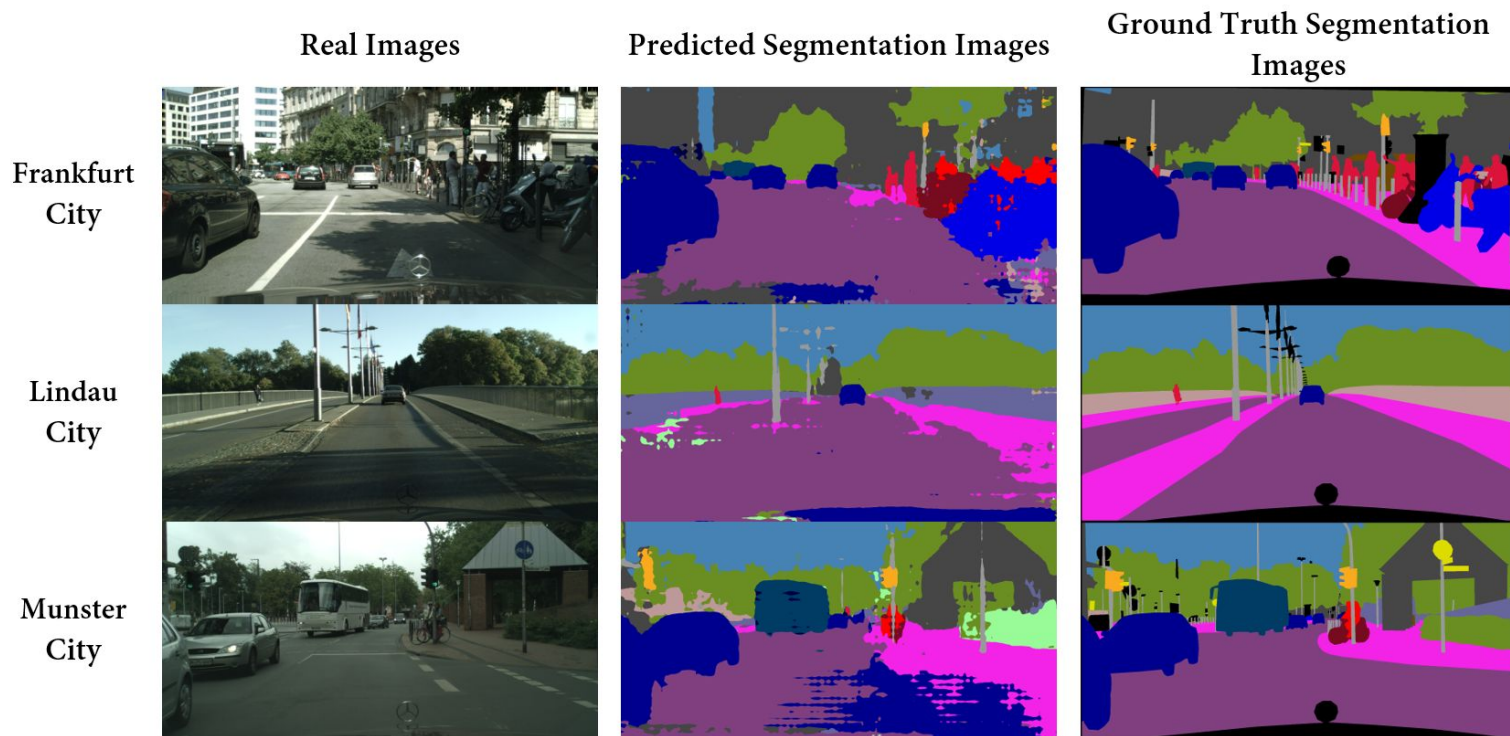 Real Images
Predicted Segmentation Images
Ground Truth Segmentation
Images
Frankfurt
City
Lindau
City
Munster
City